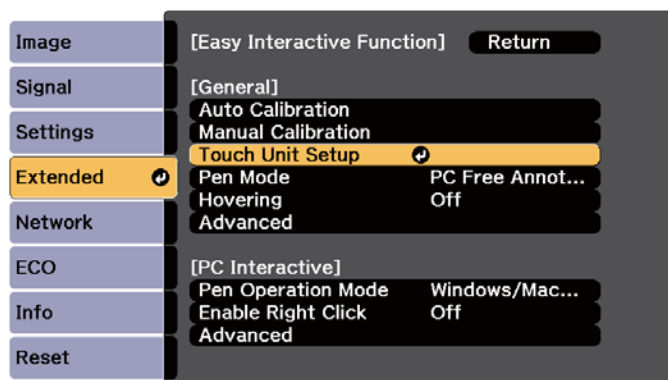 Image
Signal
Settings
Extended
Network
ECO
Info
Reset
[Easy Interactive Function] Return
[General]
Auto Calibration
Manual Calibration
Touch Unit Setup
Pen Mode PC Free Annot...
Hovering Off
Advanced
[PC Interactive]
Pen Operation Mode Windows/Mac...
Enable Right Click Off
Advanced